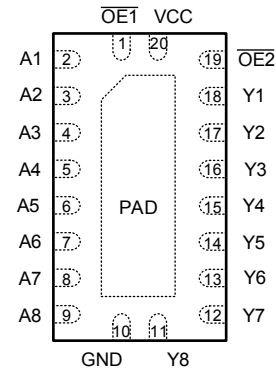 OE1 VCC
1 20
A1 2 19 OE2
A2 3 18 Y1
A3 4 17 Y2
A4 5 16 Y3
A5 6 PAD 15 Y4
A6 7 14 Y5
A7 8 13 Y6
A8 9 12 Y7
10 11
GND Y8